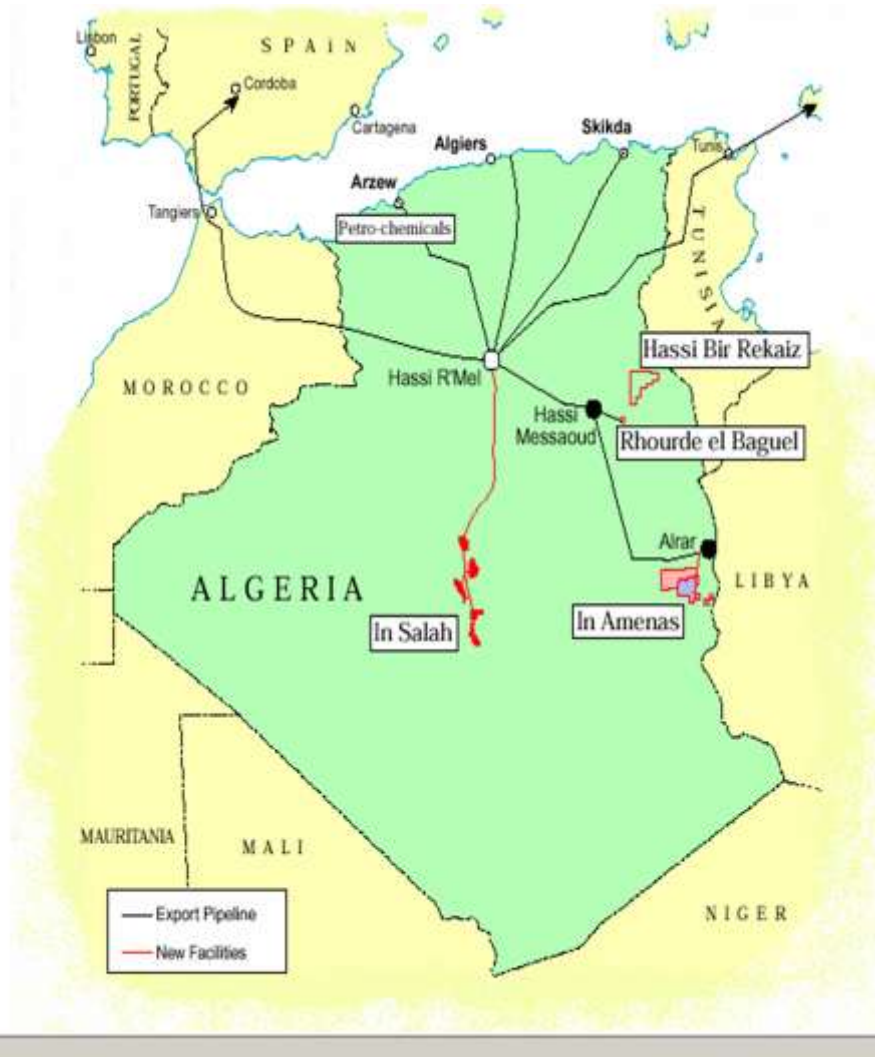 Lisbon
PORTUGAL
SPAIN
Cordoba
Cartagena
Algiers
Skikda
Tunis
Arzew
Tangiers
Petro-chemicals
TUNISIA
Hassi Bir Rekaiz
Hassi R'Mel
MOROCCO
Hassi
Messaoud
Rhourde el Baguel
Alrar
ALGERIA
LIBYA
In Salah
In Amenas
MAURITANIA
MALI
Export Pipeline
NIGER
New Facilities